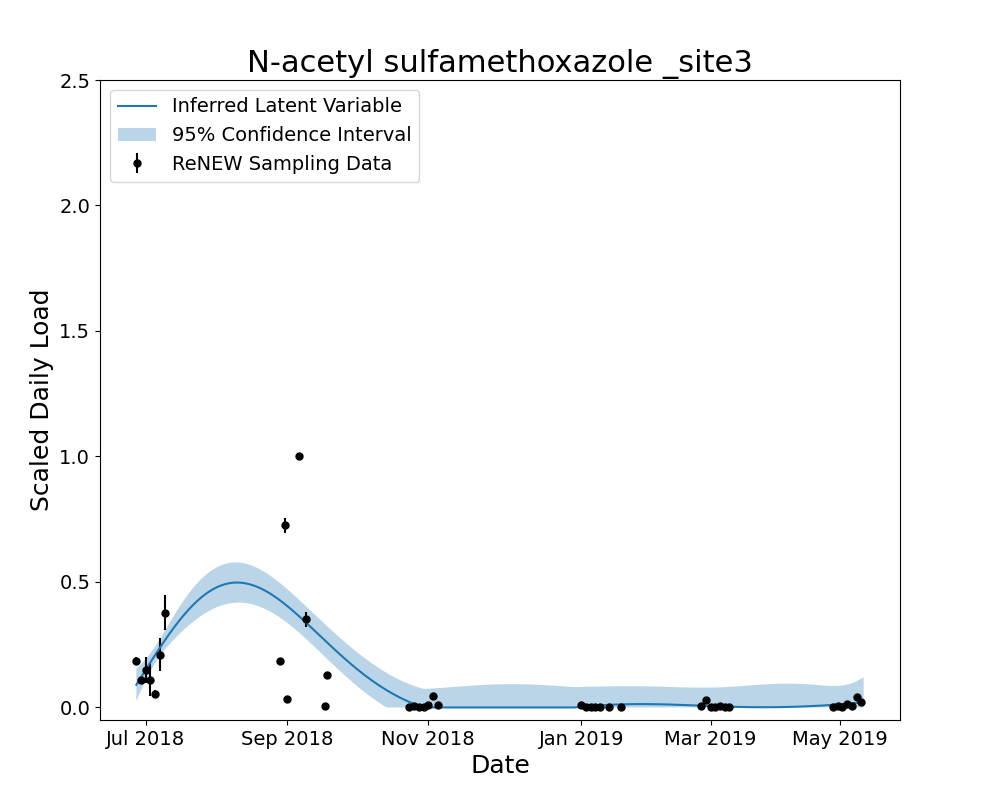 N-acetyl sulfamethoxazole _site3
2.5
Inferred Latent Variable
95% Confidence Interval
ReNEW Sampling Data
2.0
1.5
1.0
0.5
0.0
Scaled Daily Load
Jul 2018 Sep 2018 Nov 2018 Jan 2019 Mar 2019 May 2019
Date